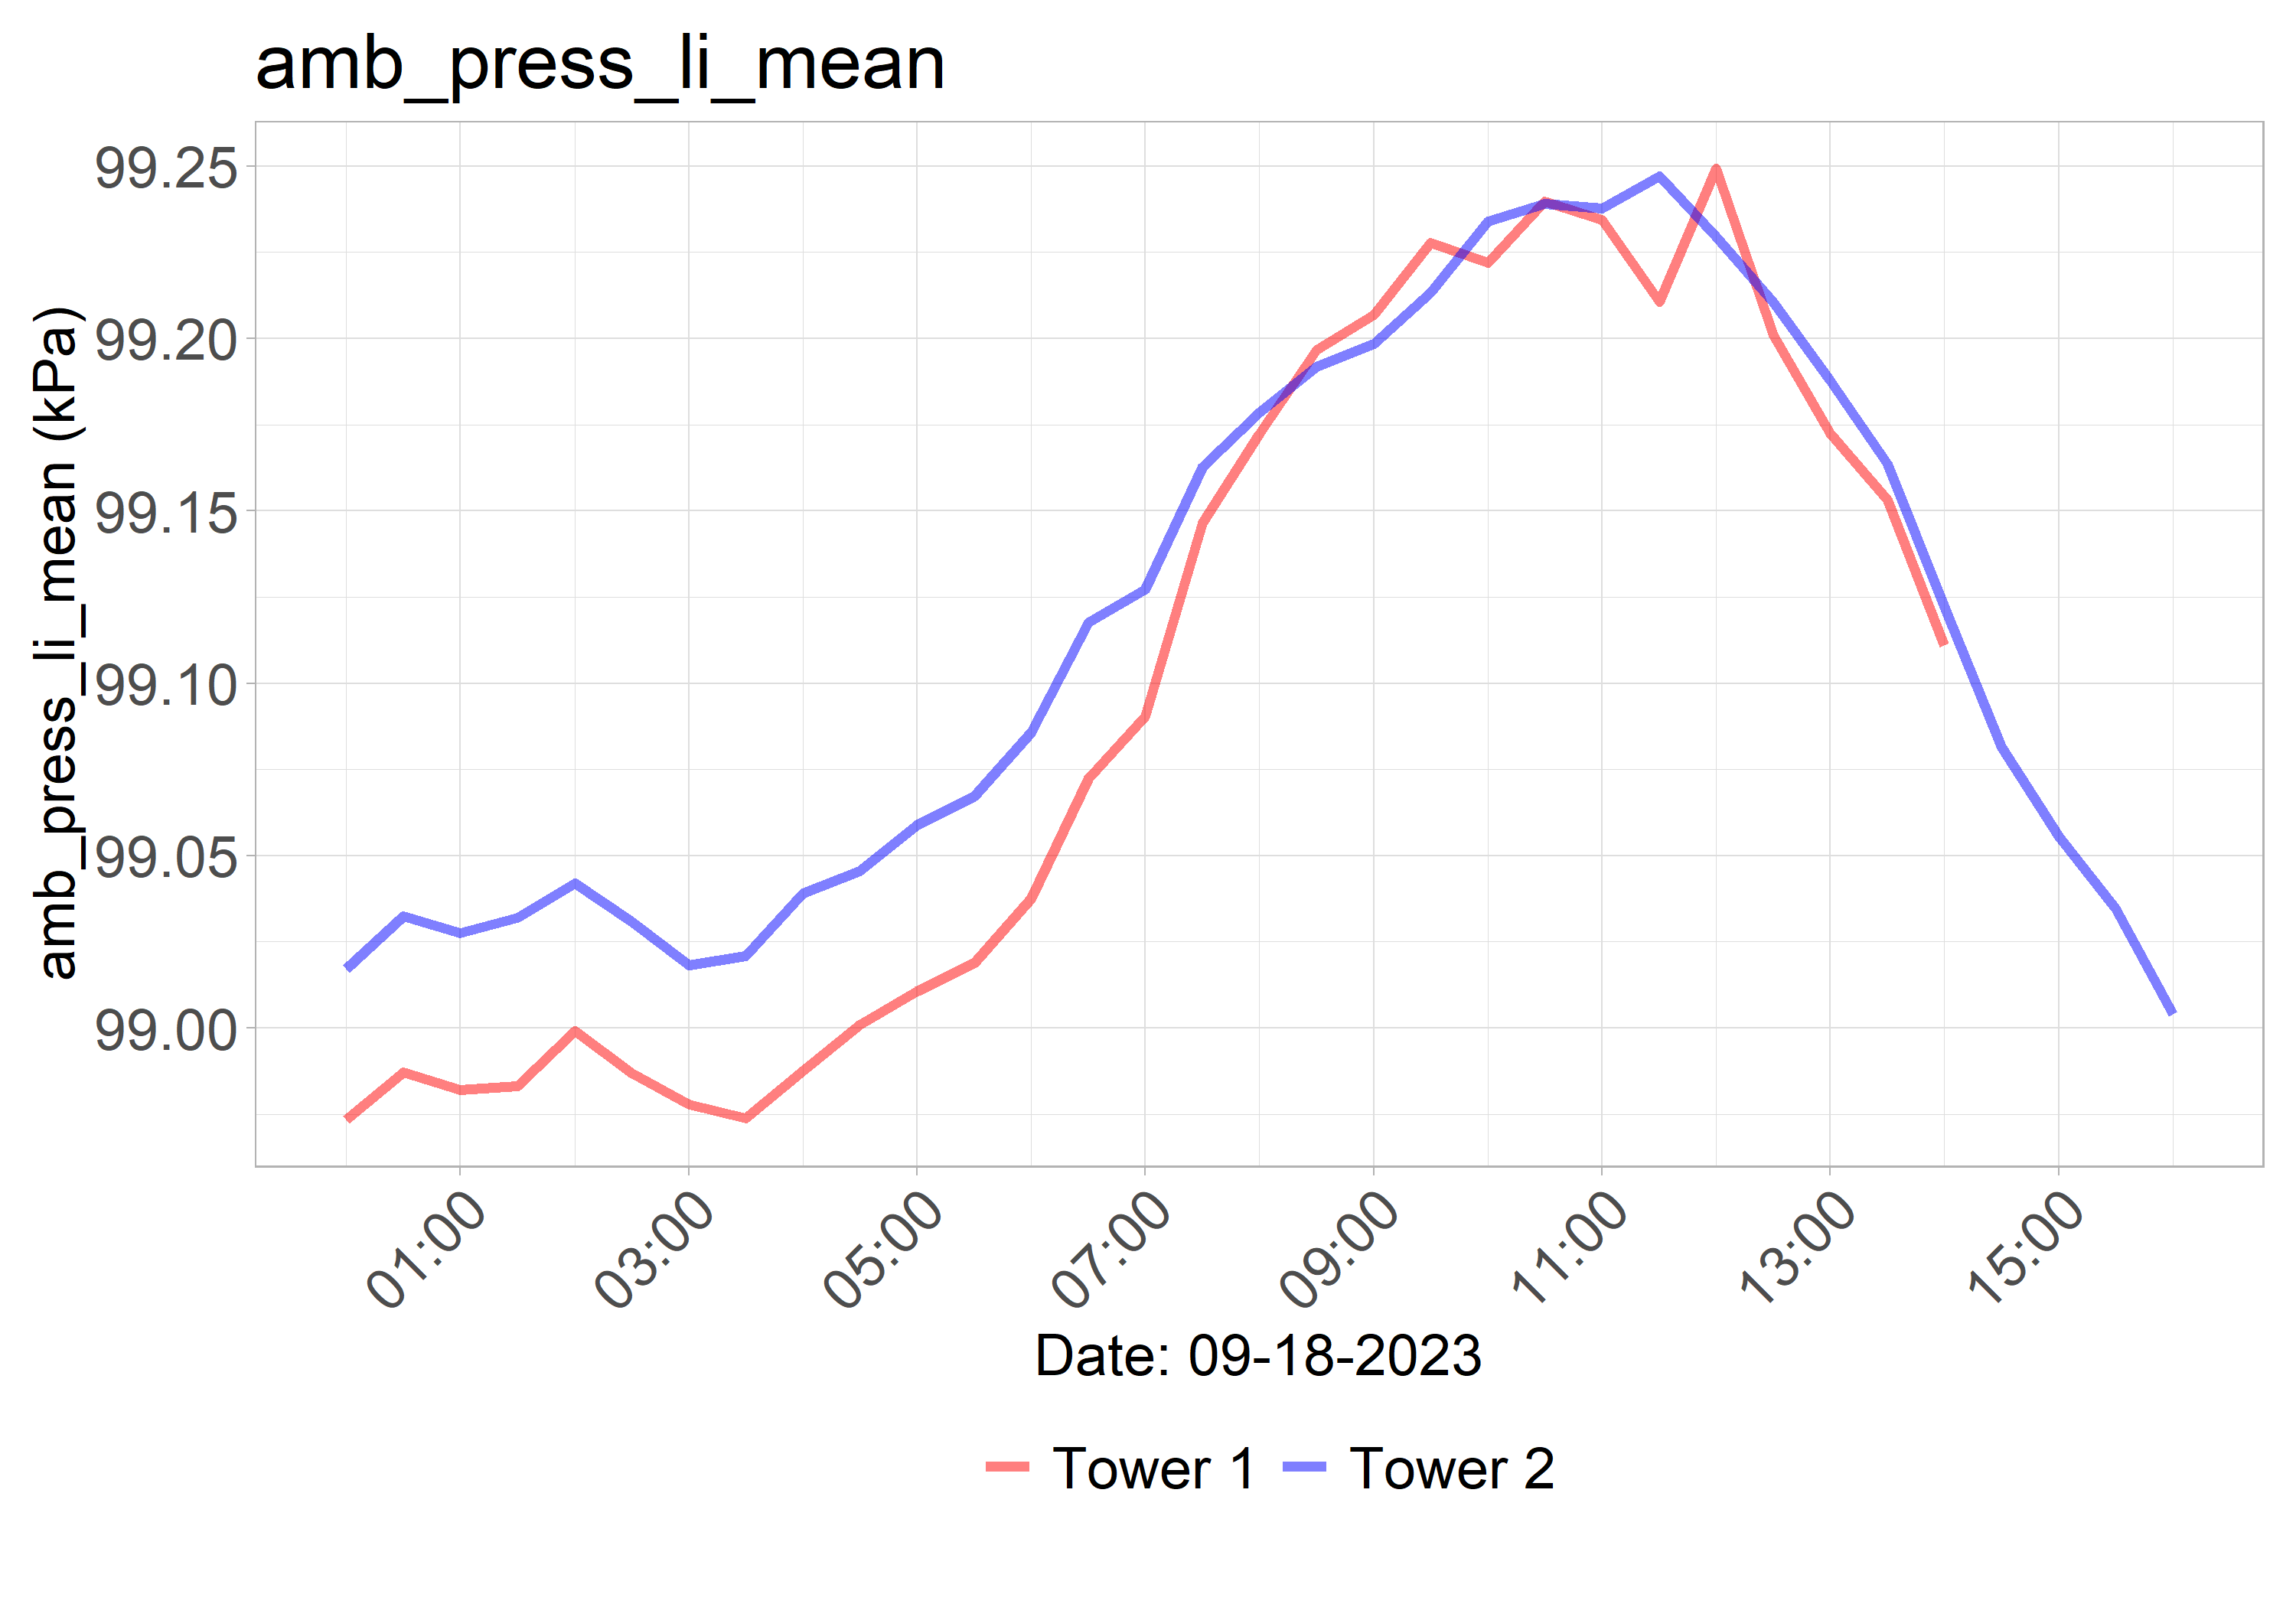 amb_press_li_mean
amb_press_li_mean (kPa)
99.25
99.20
99.15
99.10
99.05
99.00
01:00 03:00 05:00 07:00 09:00 11:00 13:00 15:00
Date: 09-18-2023
Tower 1 Tower 2